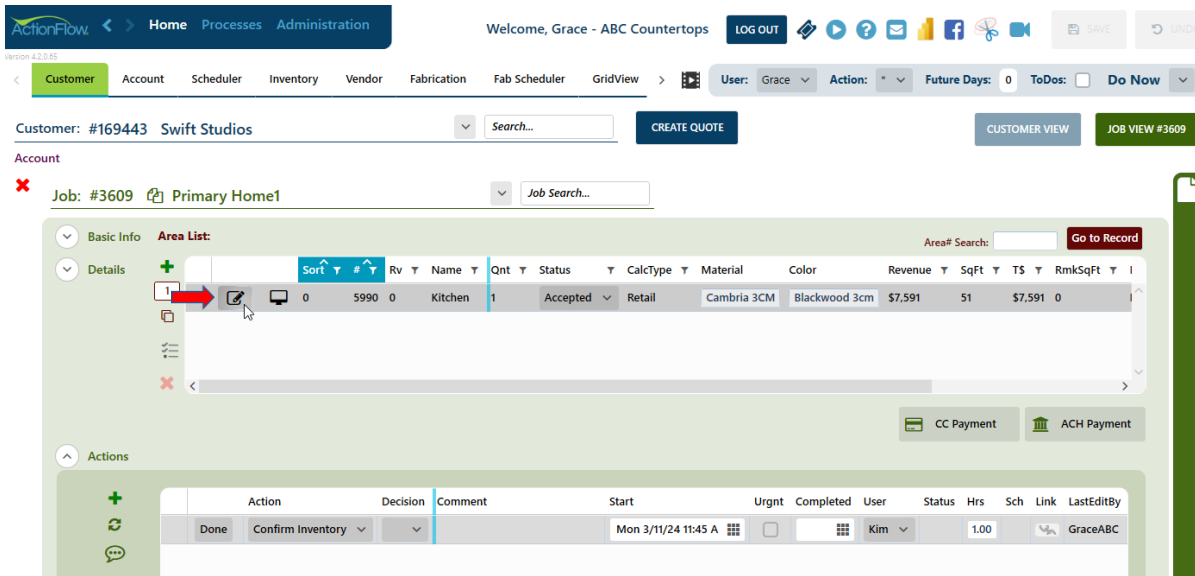 ActionFlow. Home Processes Administration Welcome, Grace - ABC Countertops LOG OUT SAVE UND
Version 4.2.0.65
Customer Account Scheduler Inventory Vendor Fabrication Fab Scheduler GridView User: Grace Action: * Future Days: 0 ToDos: Do Now
Customer: #169443 Swift Studios Search... CREATE QUOTE CUSTOMER VIEW JOB VIEW #3609
Account
Job: #3609 Primary Home1 Job Search...
Basic Info Area List: Area# Search: Go to Record
Details Sort # Rv Name Qnt Status CalcType Material Color Revenue SqFt T$ RmkSqFt
1 0 5990 0 Kitchen 1 Accepted Retail Cambria 3CM Blackwood 3cm $7,591 51 $7,591 0
CC Payment ACH Payment
Actions
Action Decision Comment Start Urgnt Completed User Status Hrs Sch Link LastEditBy
Done Confirm Inventory Mon 3/11/24 11:45 A Kim 1.00 GraceABC